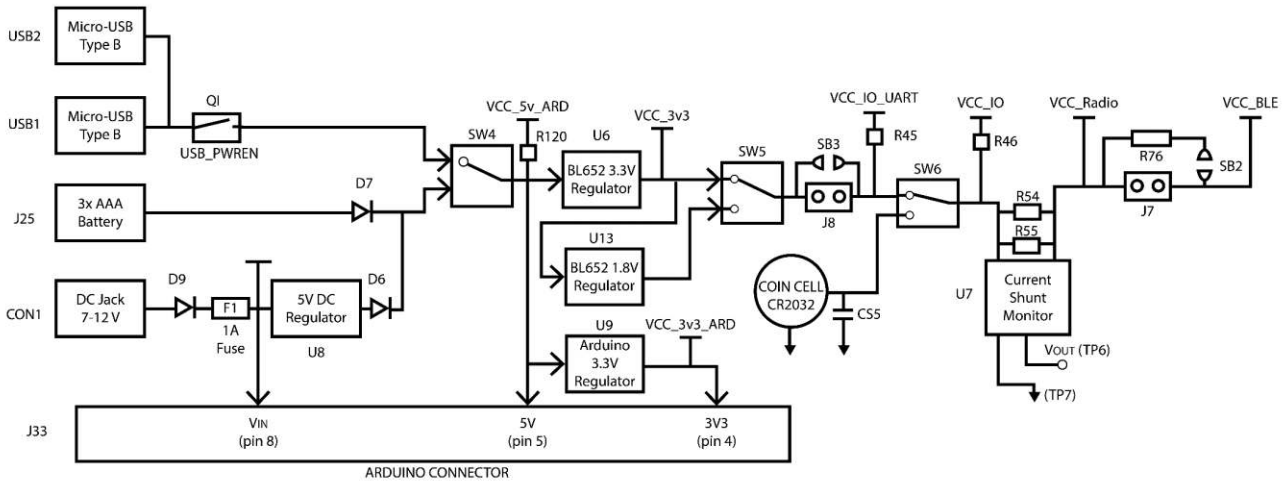 USB2
Micro-USB
Type B
USB1
Micro-USB
Type B
QI
USB_PWREN
J25
3x AAA
Battery
D7
CON1
DC Jack
7-12 V
D9
F1
1A
Fuse
5V DC
Regulator
U8
D6
SW4
VCC_5v_ARD
R120
U6
BL652 3.3V
Regulator
VCC_3v3
U13
BL652 1.8V
Regulator
U9
Arduino
3.3V
Regulator
VCC_3v3_ARD
SW5
SB3
J8
VCC_IO_UART
R45
COIN CELL
CR2032
CS5
SW6
VCC_IO
R46
R54
R55
U7
Current
Shunt
Monitor
VOUT (TP6)
(TP7)
VCC_Radio
R76
J7
SB2
VCC_BLE
J33
VIN
(pin 8)
5V
(pin 5)
3V3
(pin 4)
ARDUINO CONNECTOR